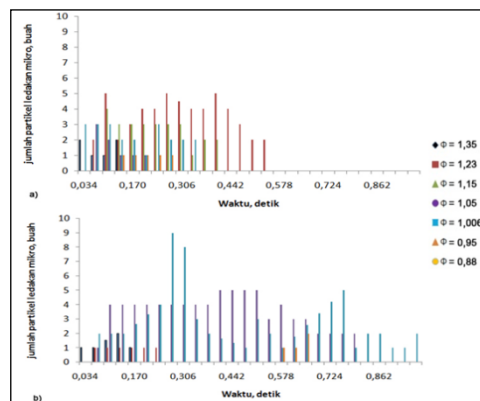 jumlah partikel ledakan mikro, buah
10
9
8
7
6
5
4
3
2
1
0
0,034 0,170 0,306 0,442 0,578 0,724 0,862
a)
Waktu, detik
Φ = 1,35
Φ = 1,23
Φ = 1,15
Φ = 1,05
Φ = 1,006
Φ = 0,95
Φ = 0,88
jumlah partikel ledakan mikro, buah
10
9
8
7
6
5
4
3
2
1
0
0,034 0,170 0,306 0,442 0,578 0,724 0,862
b)
Waktu, detik